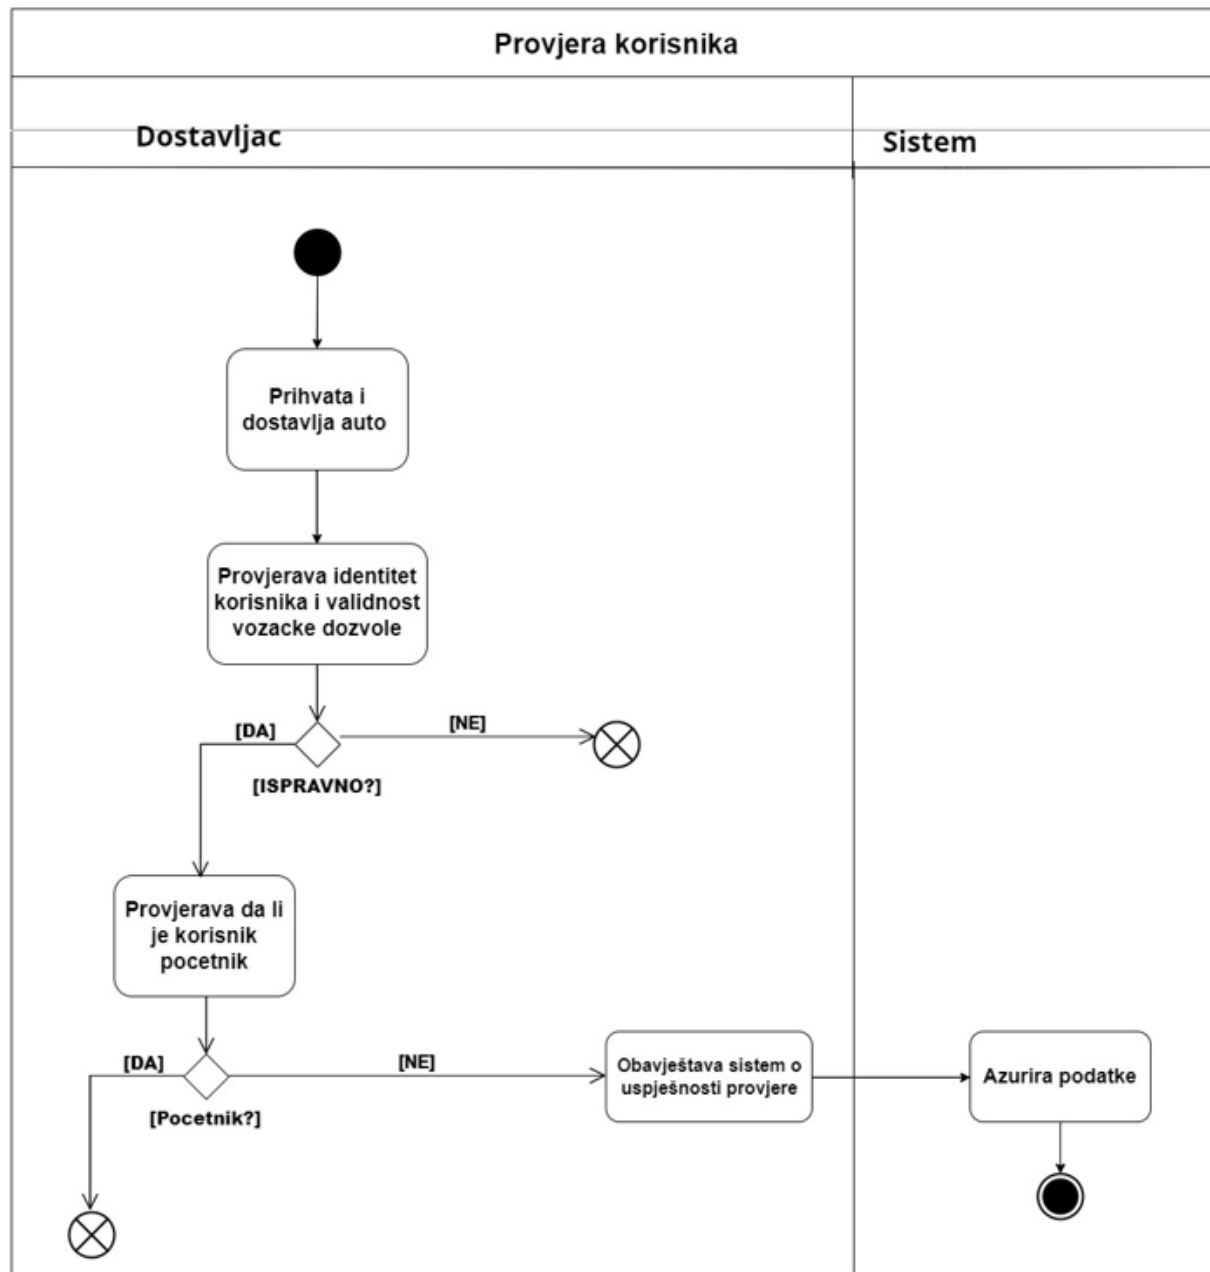 Provjera korisnika
Dostavljac
Sistem
Prihvata i
dostavlja auto
Provjerava identitet
korisnika i validnost
vozacke dozvole
[DA]
[NE]
[ISPRAVNO?]
Provjerava da li
je korisnik
pocetnik
[DA]
[NE]
[Pocetnik?]
Obavještava sistem o
uspješnosti provjere
Azurira podatke